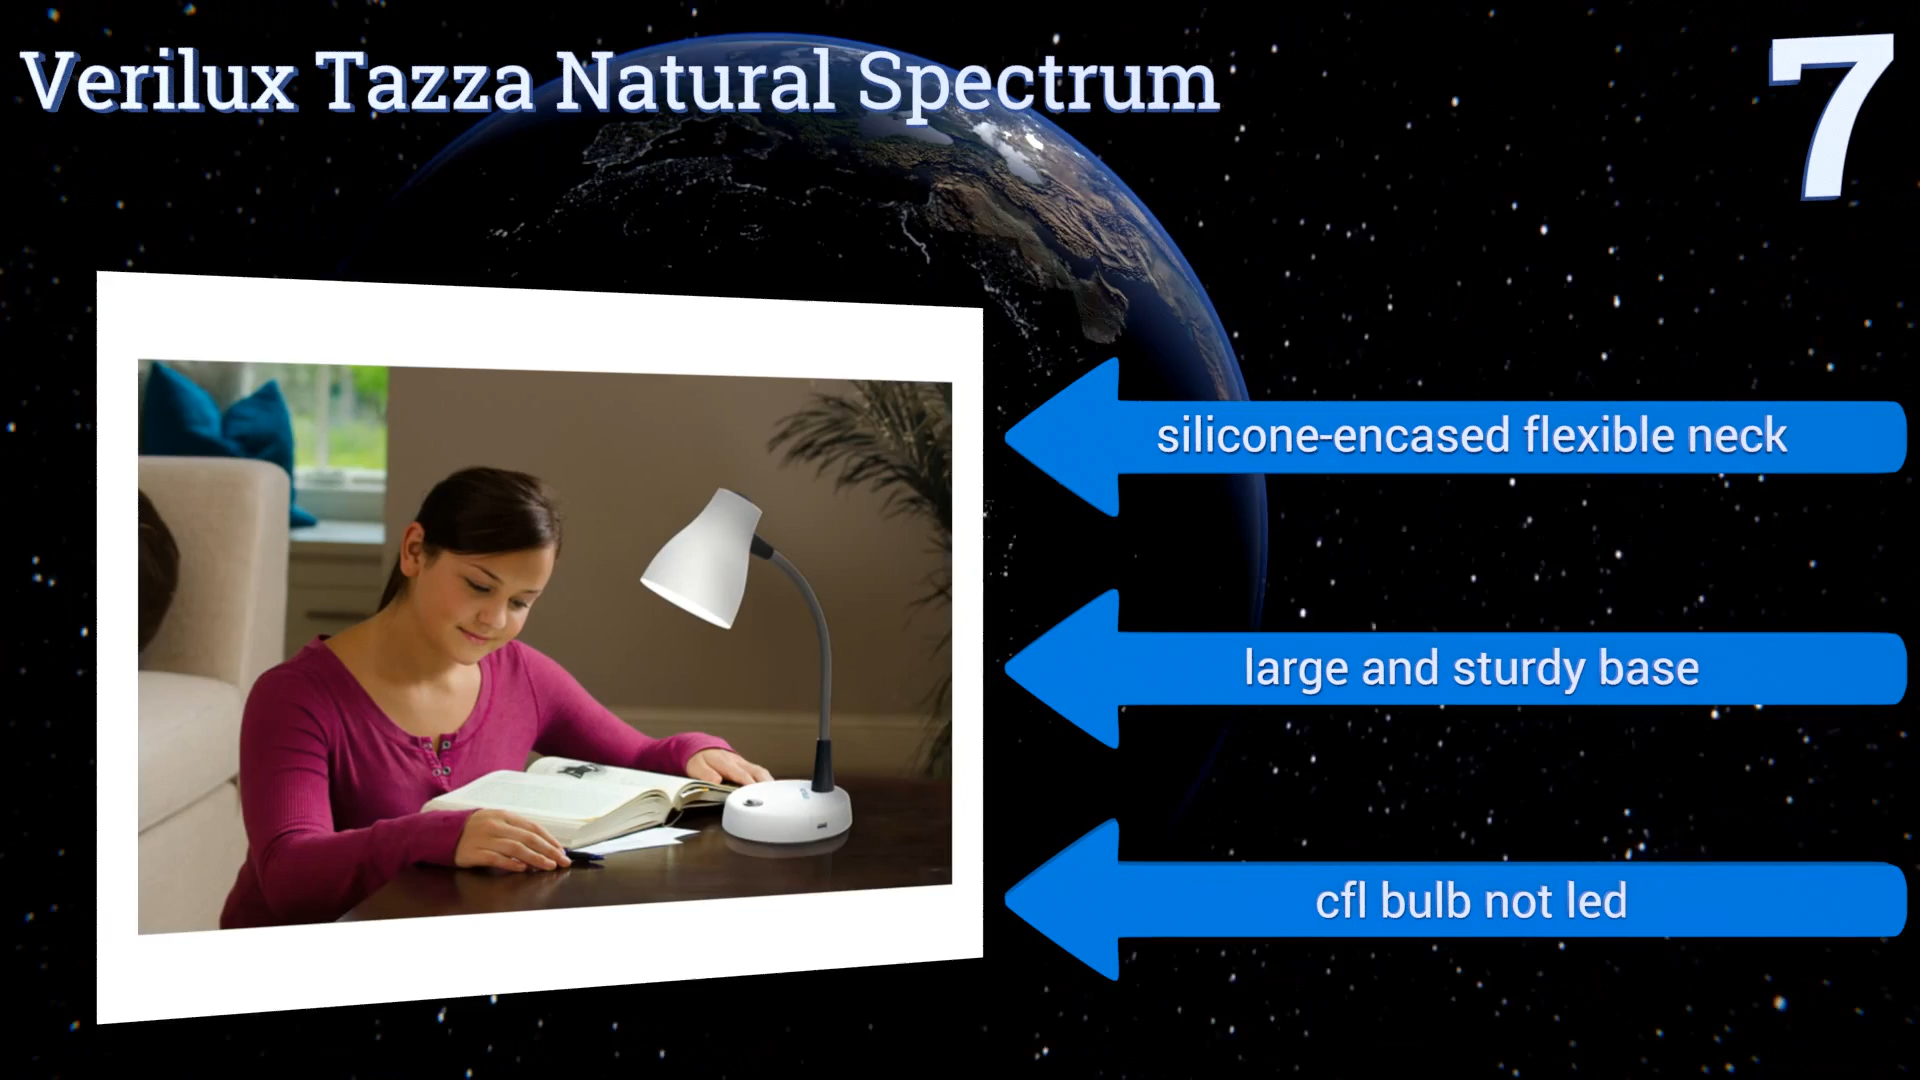 Verilux Tazza Natural Spectrum
7
silicone-encased flexible neck
large and sturdy base
cfl bulb not led